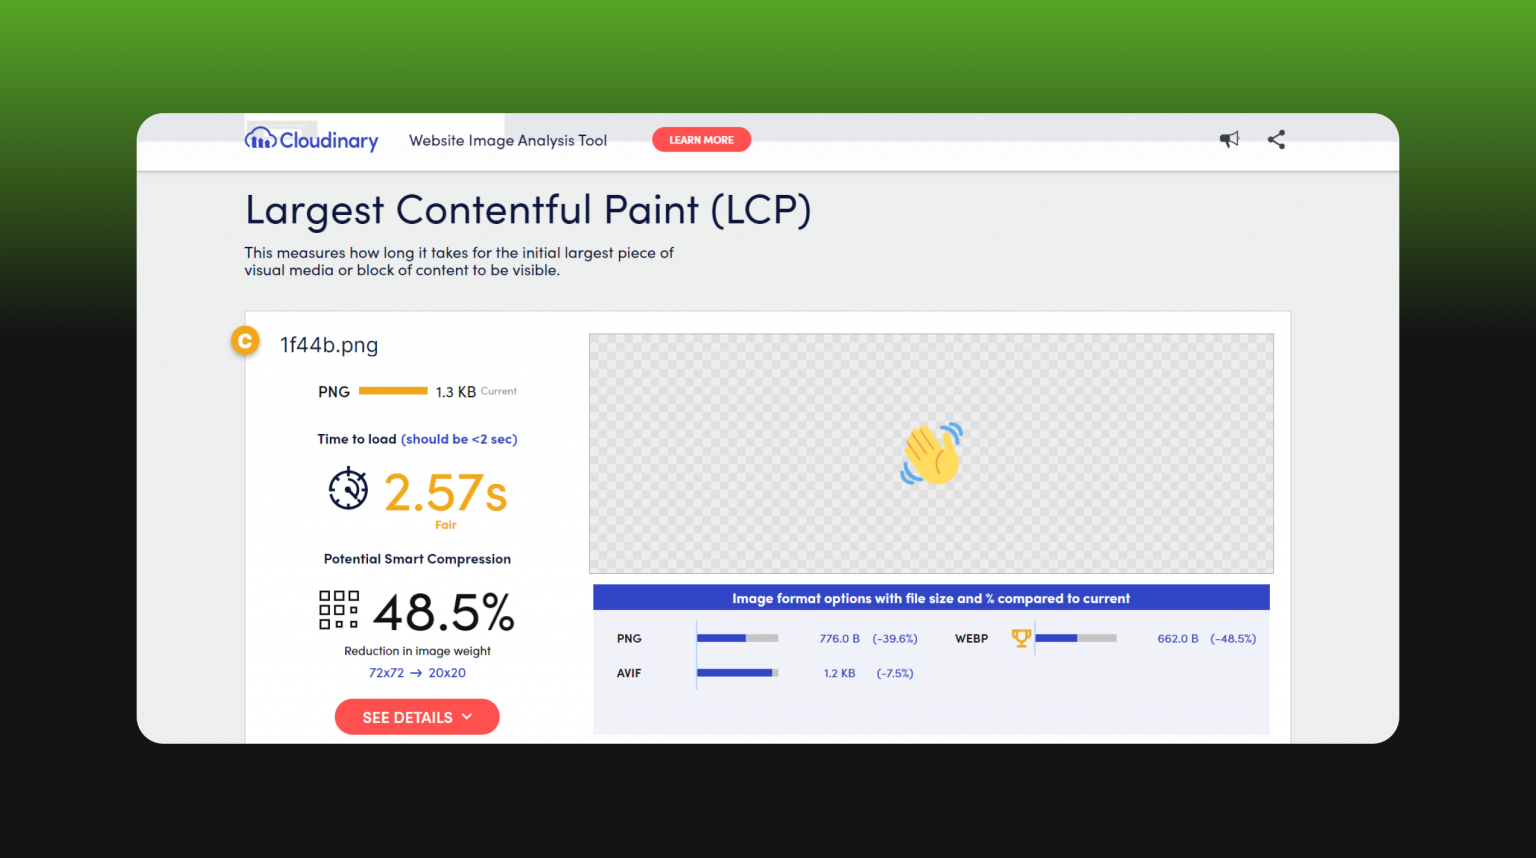 Cloudinary
Website Image Analysis Tool
LEARN MORE
Largest Contentful Paint (LCP)
This measures how long it takes for the initial largest piece of
visual media or block of content to be visible.
C
1f44b.png
PNG 1.3 KB Current
Time to load (should be <2 sec)
2.57s
Fair
Potential Smart Compression
48.5%
Reduction in image weight
72x72 → 20x20
SEE DETAILS
Image format options with file size and % compared to current
PNG 776.0 B (-39.6%)
WEBP 662.0 B (-48.5%)
AVIF 1.2 KB (-7.5%)